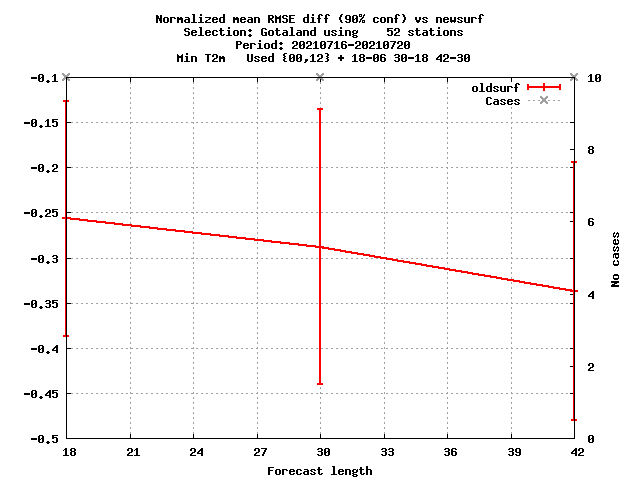 Normalized mean RMSE diff (90% conf) vs newsurf
Selection: Gotaland using    52 stations
Period: 20210716-20210720
Min T2m   Used {00,12} + 18-06 30-18 42-30
oldsurf
Cases
-0.1
-0.15
-0.2
-0.25
-0.3
-0.35
-0.4
-0.45
-0.5
10
8
6
4
2
0
No cases
18 21 24 27 30 33 36 39 42
Forecast length